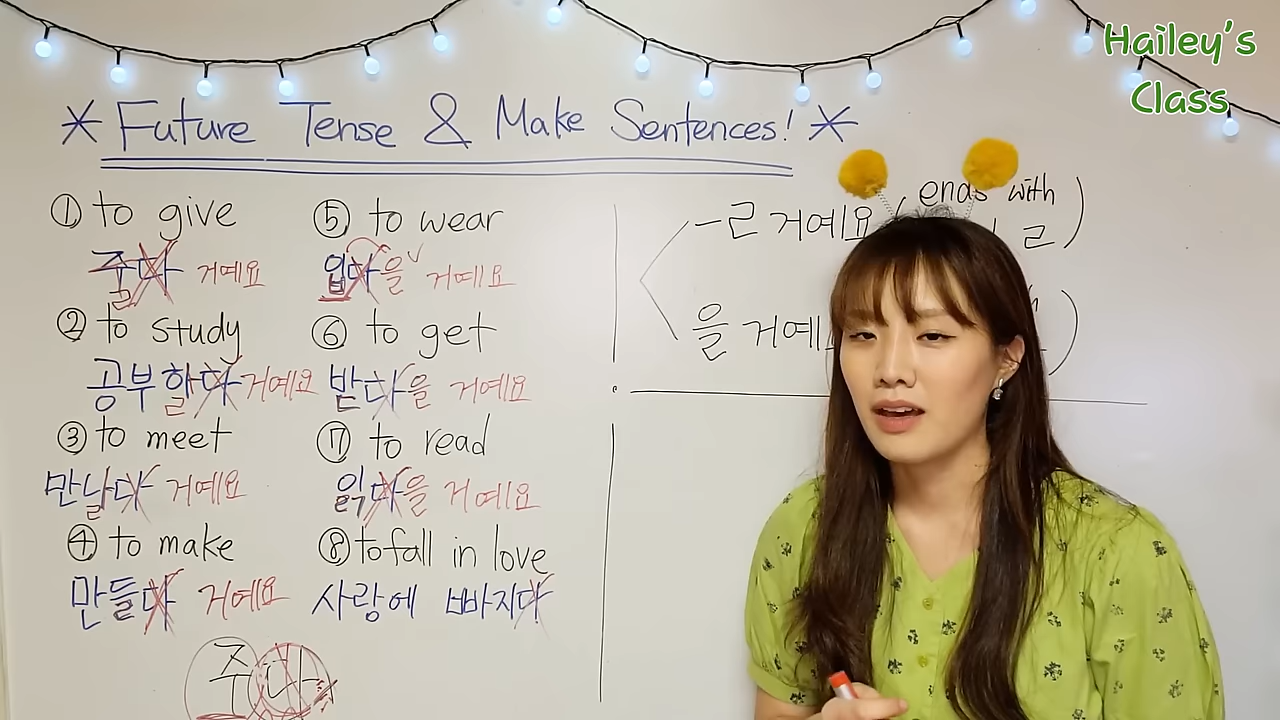 Hailey's
Class
* Future Tense & Make Sentences! *
① to give
줄다 거예요
② to study
공부할다 거예요
③ to meet
만날다 거예요
④ to make
만들다 거예요
주다
⑤ to wear
입다을 거예요
⑥ to get
받다을 거예요
⑦ to read
읽다을 거예요
⑧ to fall in love
사랑에 빠지다
-ㄹ 거예요 (ends with
ㄹ)
을 거예